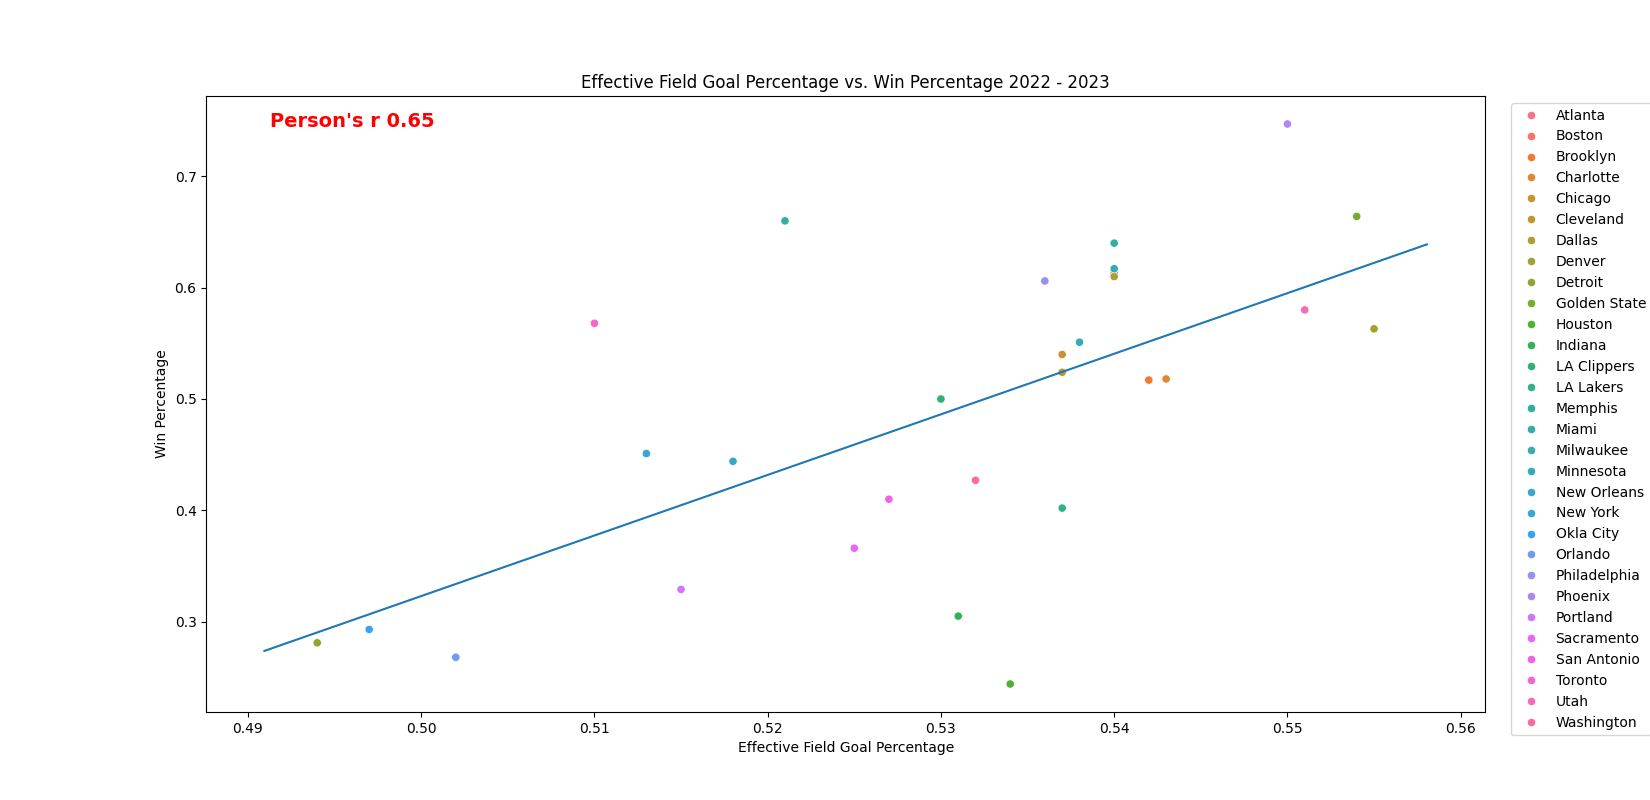 Effective Field Goal Percentage vs. Win Percentage 2022 - 2023
Person's r 0.65
Win Percentage
0.7
0.6
0.5
0.4
0.3
0.49 0.50 0.51 0.52 0.53 0.54 0.55 0.56
Effective Field Goal Percentage
Atlanta
Boston
Brooklyn
Charlotte
Chicago
Cleveland
Dallas
Denver
Detroit
Golden State
Houston
Indiana
LA Clippers
LA Lakers
Memphis
Miami
Milwaukee
Minnesota
New Orleans
New York
Okla City
Orlando
Philadelphia
Phoenix
Portland
Sacramento
San Antonio
Toronto
Utah
Washington